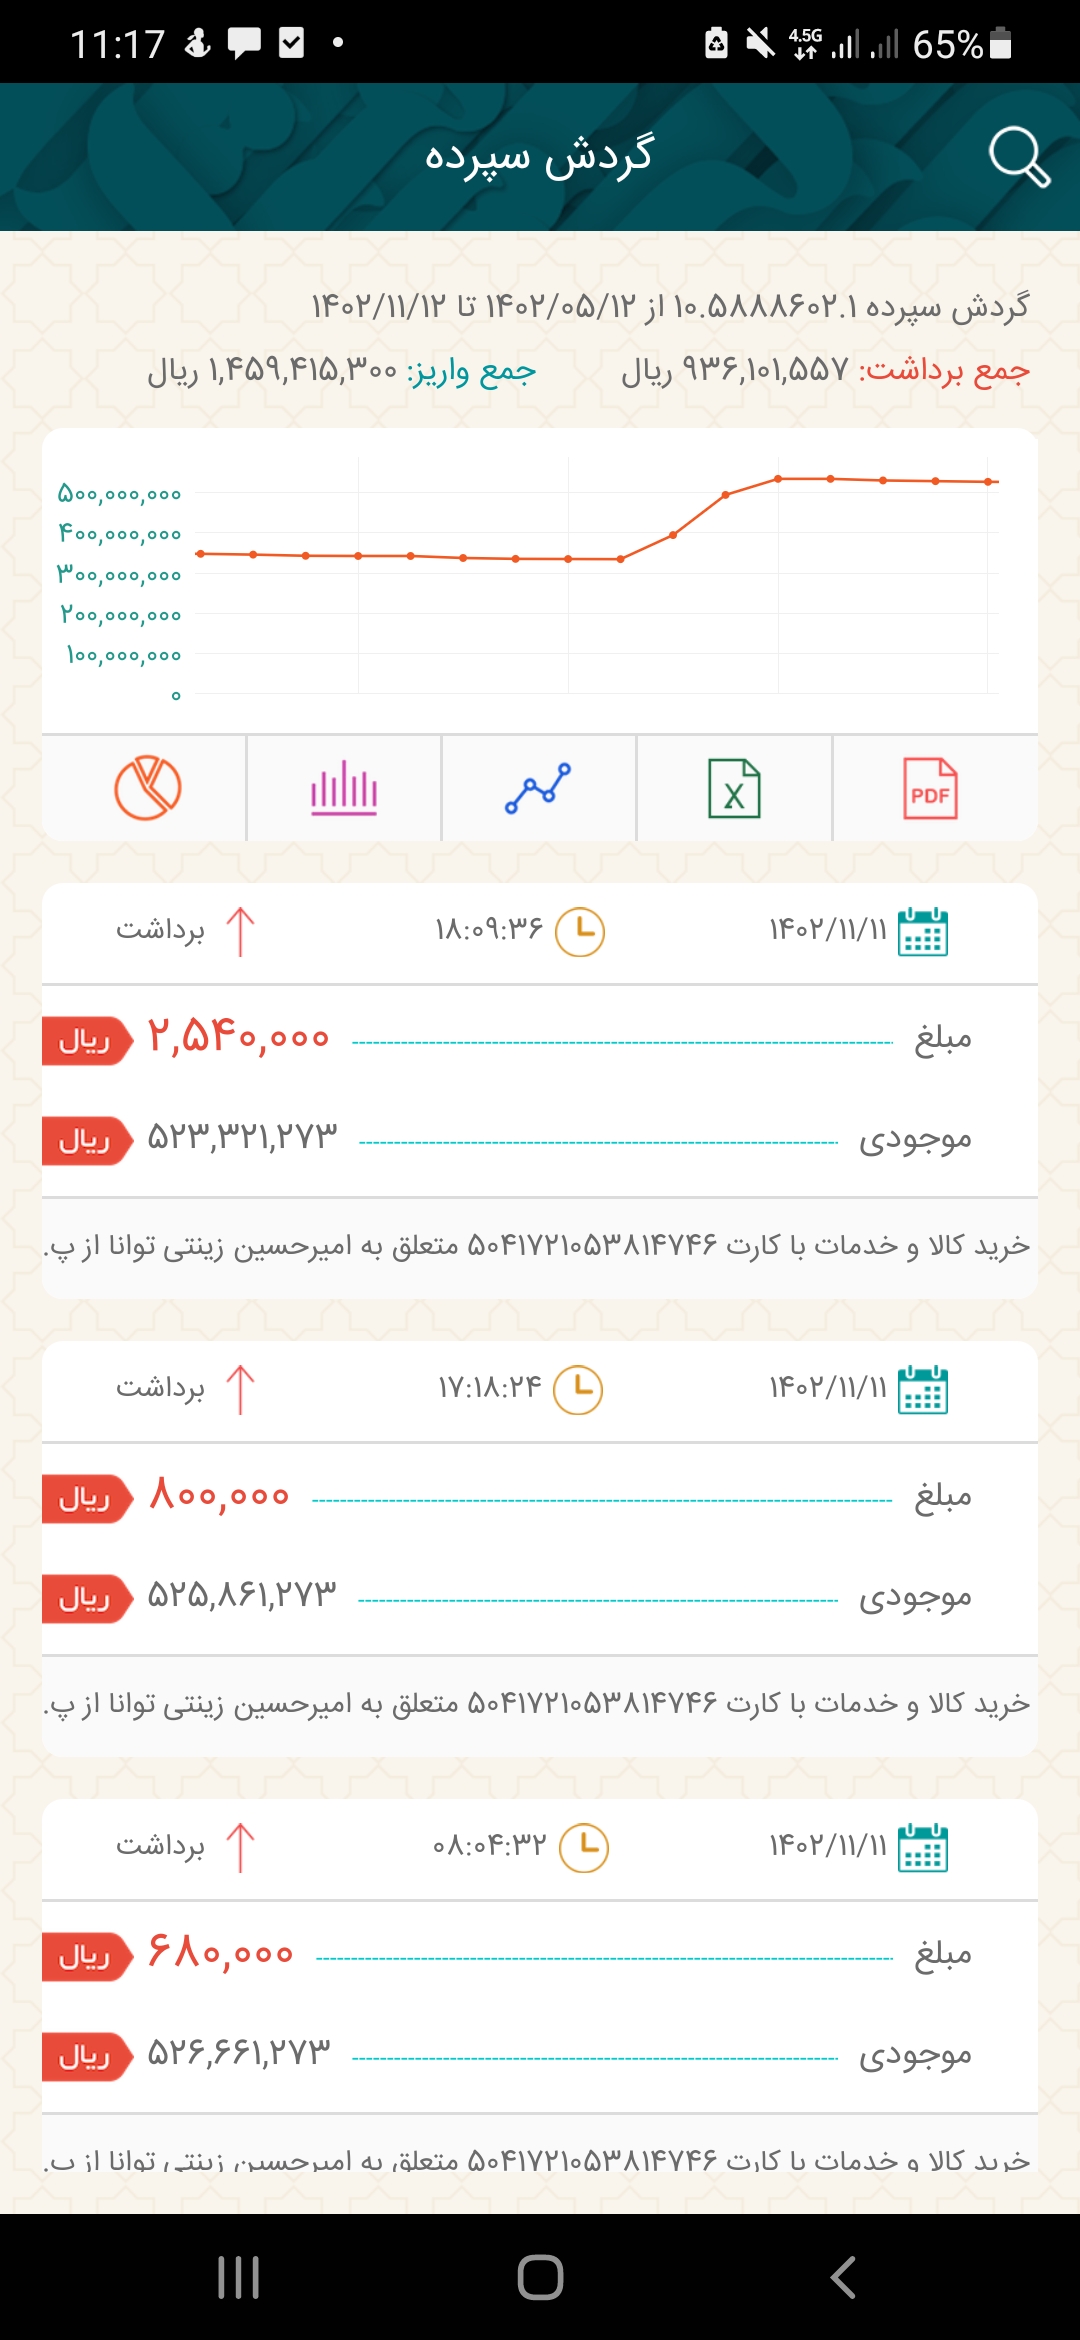 11:17
4.5G 65%
گردش سپرده
گردش سپرده ۱۰.۵۸۸۸۶۰۲.۱ از ۱۴۰۲/۰۵/۱۲ تا ۱۴۰۲/۱۱/۱۲
جمع برداشت: ۹۳۶,۱۰۱,۵۵۷ ریال جمع واریز: ۱,۴۵۹,۴۱۵,۳۰۰ ریال
۵۰۰,۰۰۰,۰۰۰
۴۰۰,۰۰۰,۰۰۰
۳۰۰,۰۰۰,۰۰۰
۲۰۰,۰۰۰,۰۰۰
۱۰۰,۰۰۰,۰۰۰
۰
X PDF
۱۴۰۲/۱۱/۱۱ ۱۸:۰۹:۳۶ برداشت
مبلغ ۲,۵۴۰,۰۰۰ ریال
موجودی ۵۲۳,۳۲۱,۲۷۳ ریال
خرید کالا و خدمات با کارت ۵۰۴۱۷۲۱۰۵۳۸۱۴۷۴۶ متعلق به امیرحسین زینتی توانا از پ.
۱۴۰۲/۱۱/۱۱ ۱۷:۱۸:۲۴ برداشت
مبلغ ۸۰۰,۰۰۰ ریال
موجودی ۵۲۵,۸۶۱,۲۷۳ ریال
خرید کالا و خدمات با کارت ۵۰۴۱۷۲۱۰۵۳۸۱۴۷۴۶ متعلق به امیرحسین زینتی توانا از پ.
۱۴۰۲/۱۱/۱۱ ۰۸:۰۴:۳۲ برداشت
مبلغ ۶۸۰,۰۰۰ ریال
موجودی ۵۲۶,۶۶۱,۲۷۳ ریال
خرید کالا و خدمات با کارت ۵۰۴۱۷۲۱۰۵۳۸۱۴۷۴۶ متعلق به امیرحسین زینتی توانا از پ.